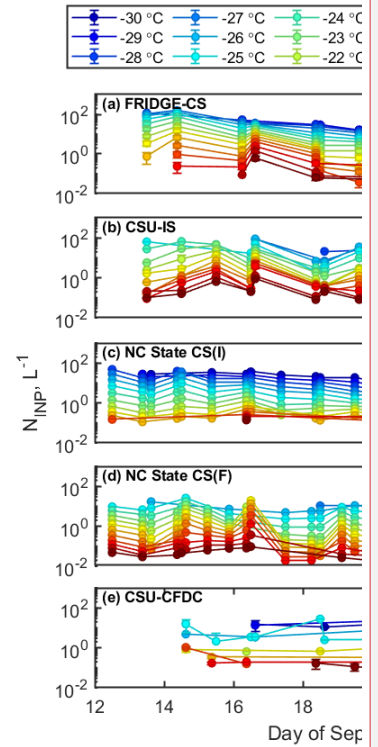 -30 °C -27 °C -24 °C
-29 °C -26 °C -23 °C
-28 °C -25 °C -22 °C
(a) FRIDGE-CS
10²
10⁰
10⁻²
(b) CSU-IS
10²
10⁰
10⁻²
(c) NC State CS(I)
10²
10⁰
10⁻²
(d) NC State CS(F)
10²
10⁰
10⁻²
(e) CSU-CFDC
10²
10⁰
10⁻²
N_INP, L⁻¹
12 14 16 18
Day of Sep